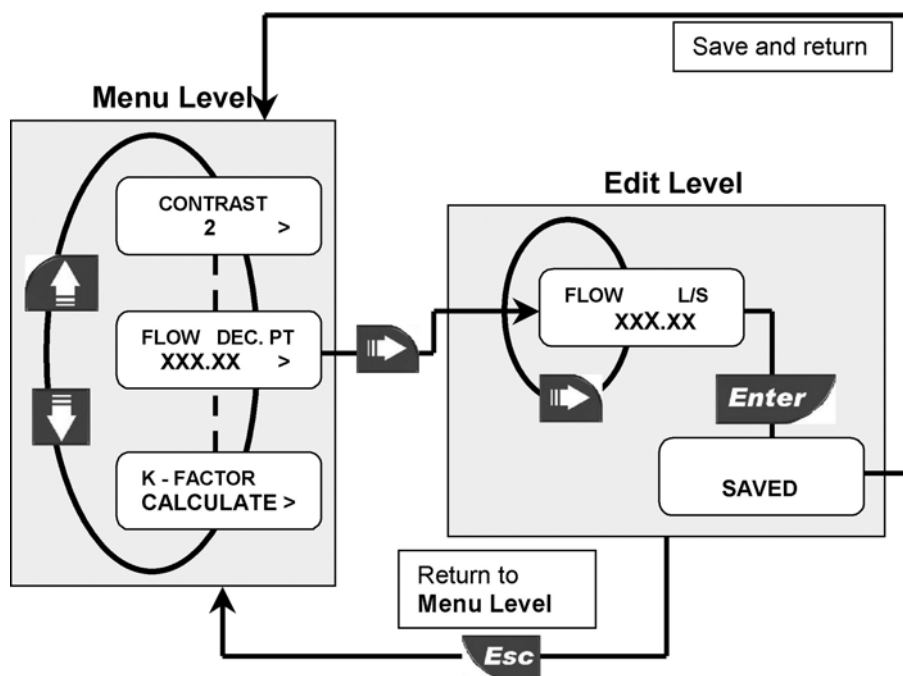 Save and return
Menu Level
CONTRAST
2 >
FLOW DEC. PT
XXX.XX >
K - FACTOR
CALCULATE >
Edit Level
FLOW L/S
XXX.XX
Enter
SAVED
Return to
Menu Level
Esc